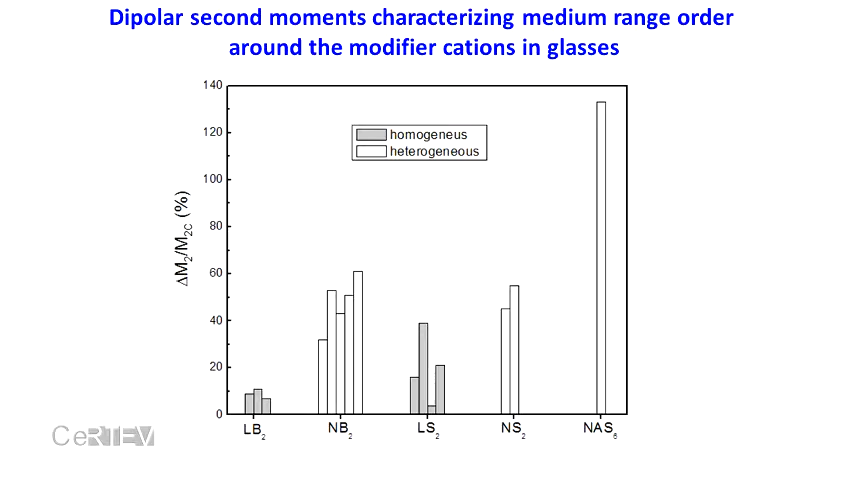 Dipolar second moments characterizing medium range order
around the modifier cations in glasses
140
120
100
80
60
40
20
0
ΔM₂/M₂C (%)
homogeneus
heterogeneous
LB₂
NB₂
LS₂
NS₂
NAS₆
CeRTEV